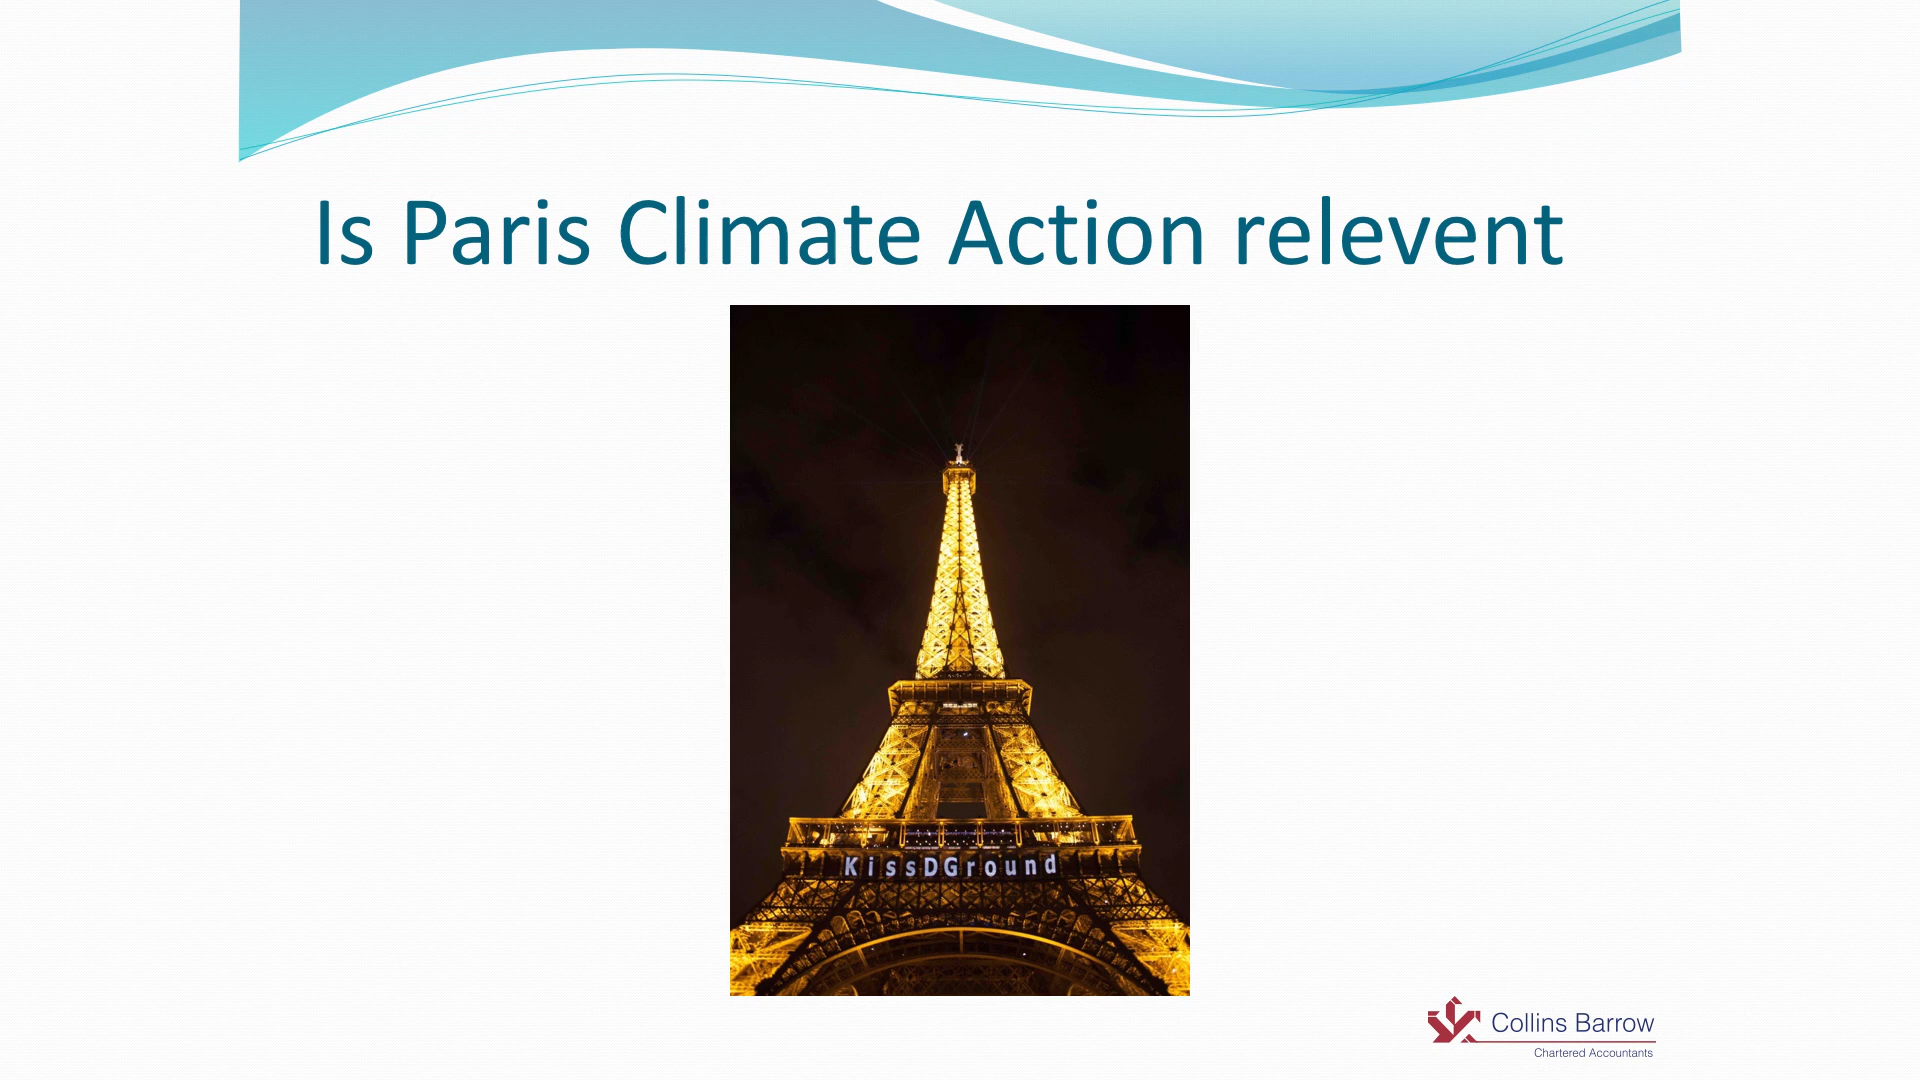 Is Paris Climate Action relevent
KissDGround
Collins Barrow
Chartered Accountants